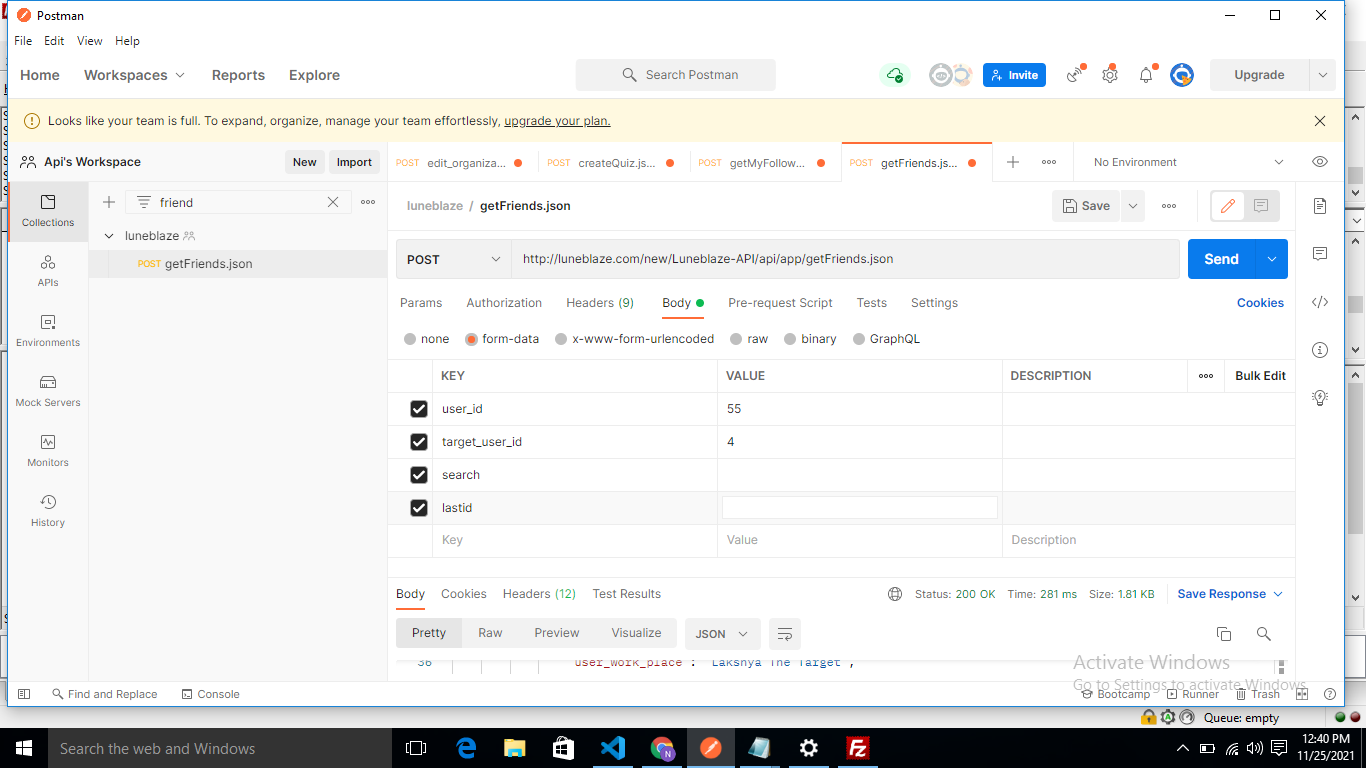 Postman
File Edit View Help
Home Workspaces Reports Explore
Search Postman
Invite
Upgrade
Looks like your team is full. To expand, organize, manage your team effortlessly, upgrade your plan.
Api's Workspace
New Import
POST edit_organiza...
POST createQuiz.js...
POST getMyFollow...
POST getFriends.js...
No Environment
Collections
APIs
Environments
Mock Servers
Monitors
History
friend
luneblaze
POST getFriends.json
luneblaze / getFriends.json
Save
POST
http://luneblaze.com/new/Luneblaze-API/api/app/getFriends.json
Send
Params Authorization Headers (9) Body Pre-request Script Tests Settings
Cookies
none form-data x-www-form-urlencoded raw binary GraphQL
KEY VALUE DESCRIPTION
Bulk Edit
user_id 55
target_user_id 4
search
lastid
Key Value Description
Body Cookies Headers (12) Test Results
Status: 200 OK Time: 281 ms Size: 1.81 KB
Save Response
Pretty Raw Preview Visualize
JSON
36 "user_work_place": "Lakshya The Target",
Activate Windows
Go to Settings to activate Windows.
Find and Replace Console
Bootcamp Runner Trash
Queue: empty
Search the web and Windows
12:40 PM
11/25/2021